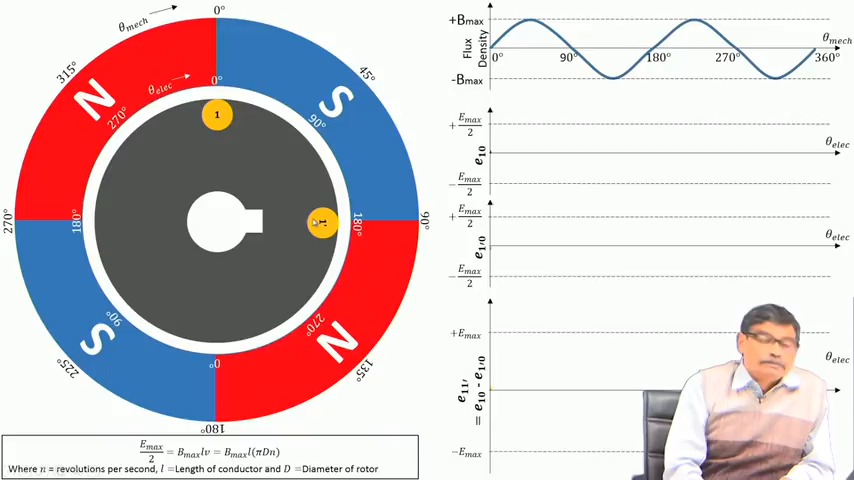 0°
θmech
315°
45°
N
S
θelec
0°
270°
90°
1
270°
180°
1'
180°
90°
90°
270°
S
N
0°
225°
135°
180°
Emax/2 = Bmax l v = Bmax l(πDn)
Where n = revolutions per second, l =Length of conductor and D =Diameter of rotor
+Bmax
Flux Density
-Bmax
0° 90° 180° 270° 360°
θmech
+ Emax/2
e10
− Emax/2
θelec
+ Emax/2
e1'0
− Emax/2
θelec
+Emax
e11' = e10 - e1'0
−Emax
θelec